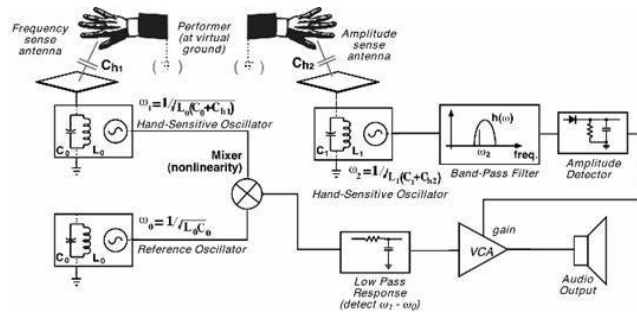 Frequency
sense
antenna
Performer
(at virtual
ground)
Amplitude
sense
antenna
Ch1
Ch2
ω₁=1/√L₀(C₀+Ch1)
Hand-Sensitive Oscillator
C₀ L₀
Mixer
(nonlinearity)
C₁ L₁
ω₂=1/√L₁(C₁+Ch2)
Hand-Sensitive Oscillator
h(ω)
ω₂ freq.
Band-Pass Filter
Amplitude
Detector
ω₀=1/√L₀C₀
Reference Oscillator
C₀ L₀
Low Pass
Response
(detect ω₁ - ω₀)
gain
VCA
Audio
Output